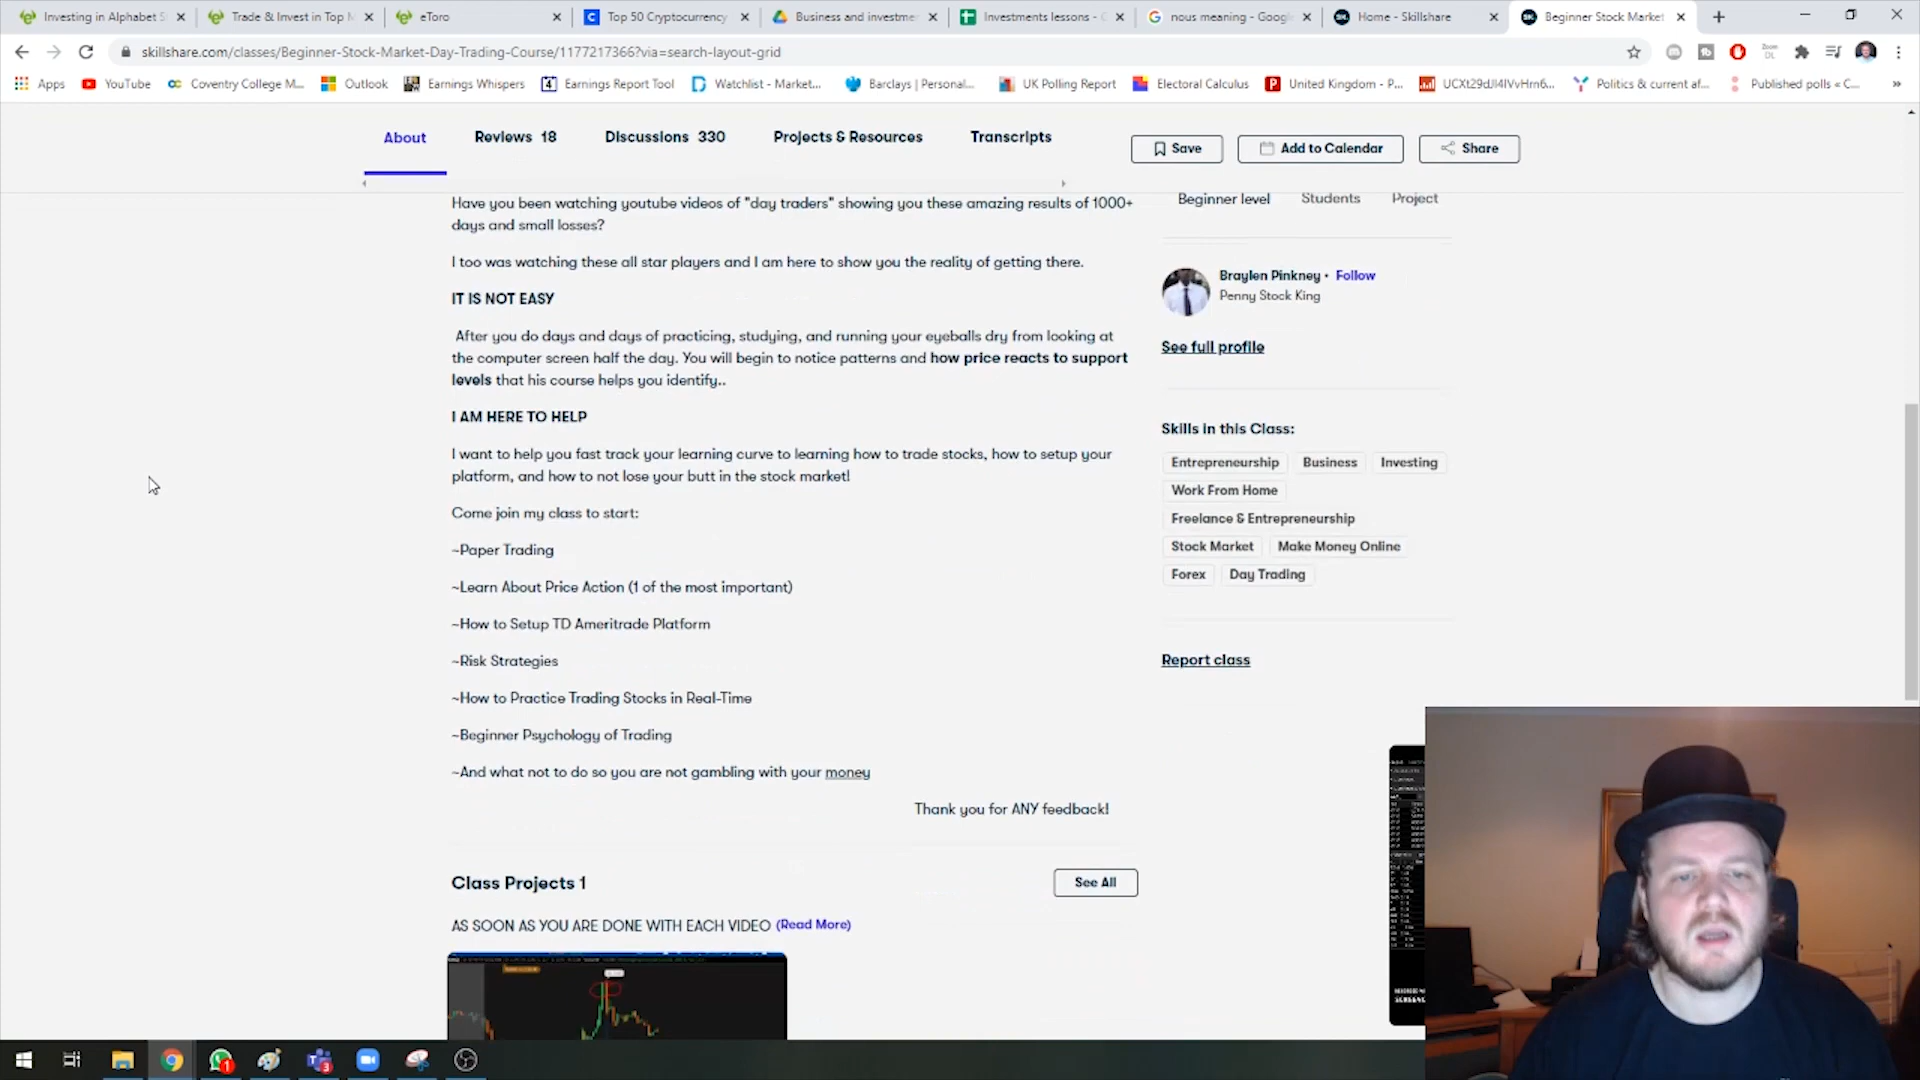 Investing in Alphabet S
Trade & Invest in Top M
eToro
Top 50 Cryptocurrency
Business and investme
Investments lessons - G
nous meaning - Googl
Home - Skillshare
Beginner Stock Market
skillshare.com/classes/Beginner-Stock-Market-Day-Trading-Course/1177217366?via=search-layout-grid
Apps
YouTube
Coventry College M...
Outlook
Earnings Whispers
Earnings Report Tool
Watchlist - Market...
Barclays | Personal...
UK Polling Report
Electoral Calculus
United Kingdom - P...
UCXt29dJI4IVvHrn6...
Politics & current af...
Published polls « C...
About
Reviews 18
Discussions 330
Projects & Resources
Transcripts
Save
Add to Calendar
Share
Have you been watching youtube videos of "day traders" showing you these amazing results of 1000+
days and small losses?
I too was watching these all star players and I am here to show you the reality of getting there.
IT IS NOT EASY
After you do days and days of practicing, studying, and running your eyeballs dry from looking at
the computer screen half the day. You will begin to notice patterns and how price reacts to support
levels that his course helps you identify..
I AM HERE TO HELP
I want to help you fast track your learning curve to learning how to trade stocks, how to setup your
platform, and how to not lose your butt in the stock market!
Come join my class to start:
~Paper Trading
~Learn About Price Action (1 of the most important)
~How to Setup TD Ameritrade Platform
~Risk Strategies
~How to Practice Trading Stocks in Real-Time
~Beginner Psychology of Trading
~And what not to do so you are not gambling with your money
Thank you for ANY feedback!
Class Projects 1
See All
AS SOON AS YOU ARE DONE WITH EACH VIDEO (Read More)
Beginner level
Students
Project
Braylen Pinkney • Follow
Penny Stock King
See full profile
Skills in this Class:
Entrepreneurship
Business
Investing
Work From Home
Freelance & Entrepreneurship
Stock Market
Make Money Online
Forex
Day Trading
Report class